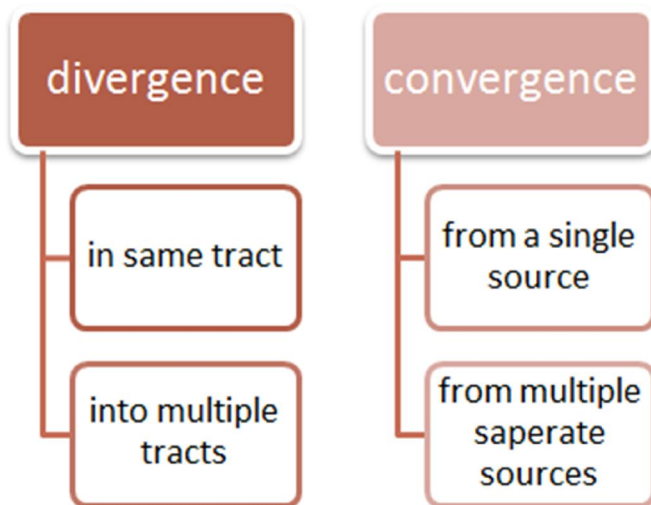 divergence
in same tract
into multiple
tracts
convergence
from a single
source
from multiple
saperate
sources